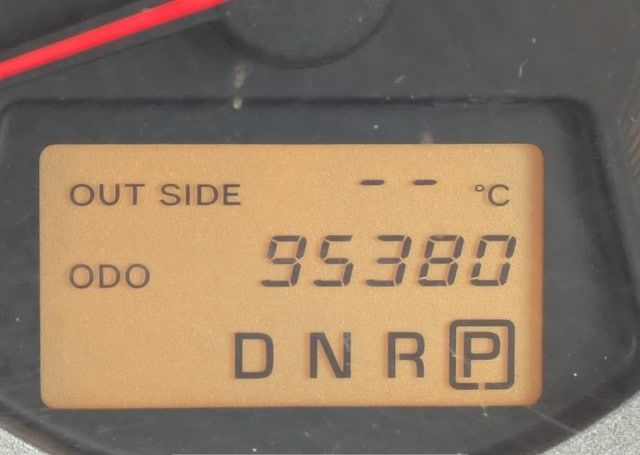 OUT SIDE -- °C
ODO 95380
D N R P